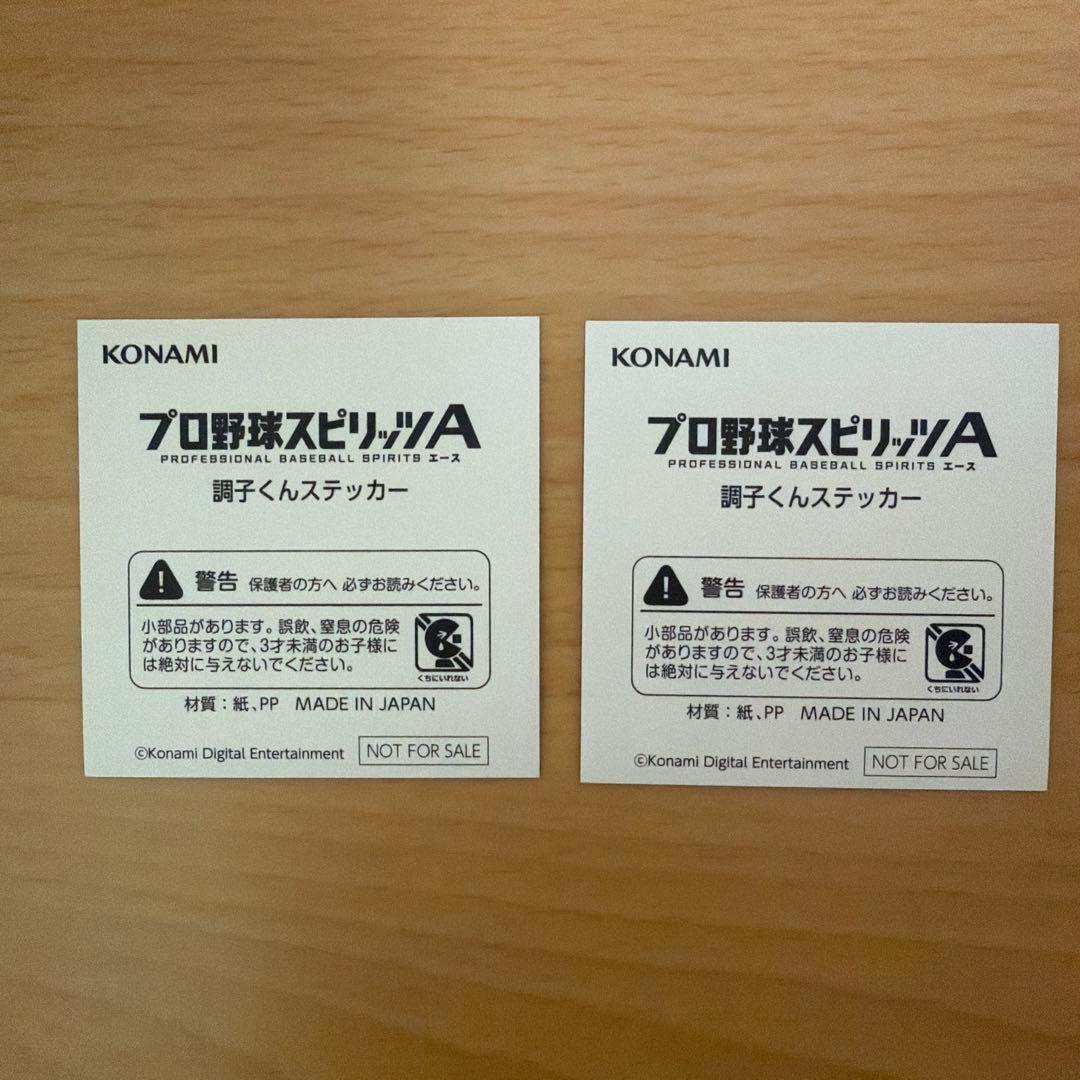 KONAMI
プロ野球スピリッツA
PROFESSIONAL BASEBALL SPIRITS エース
調子くんステッカー
警告 保護者の方へ 必ずお読みください。
小部品があります。誤飲、窒息の危険
がありますので、3才未満のお子様に
は絶対に与えないでください。
くちにいれない
材質:紙、PP MADE IN JAPAN
©Konami Digital Entertainment NOT FOR SALE
KONAMI
プロ野球スピリッツA
PROFESSIONAL BASEBALL SPIRITS エース
調子くんステッカー
警告 保護者の方へ 必ずお読みください。
小部品があります。誤飲、窒息の危険
がありますので、3才未満のお子様に
は絶対に与えないでください。
くちにいれない
材質:紙、PP MADE IN JAPAN
©Konami Digital Entertainment NOT FOR SALE